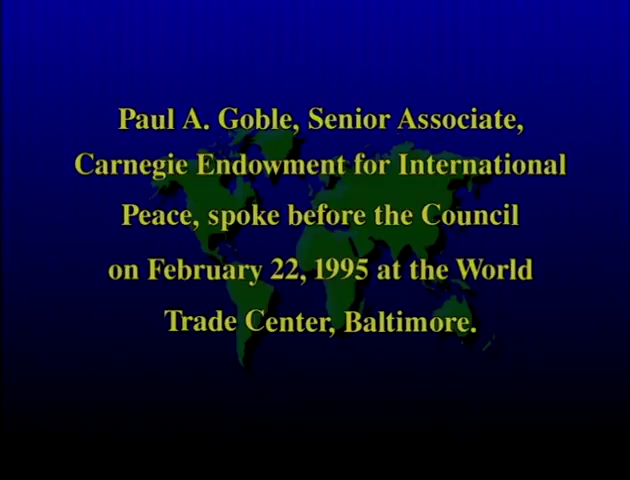 Paul A. Goble, Senior Associate,
Carnegie Endowment for International
Peace, spoke before the Council
on February 22, 1995 at the World
Trade Center, Baltimore.